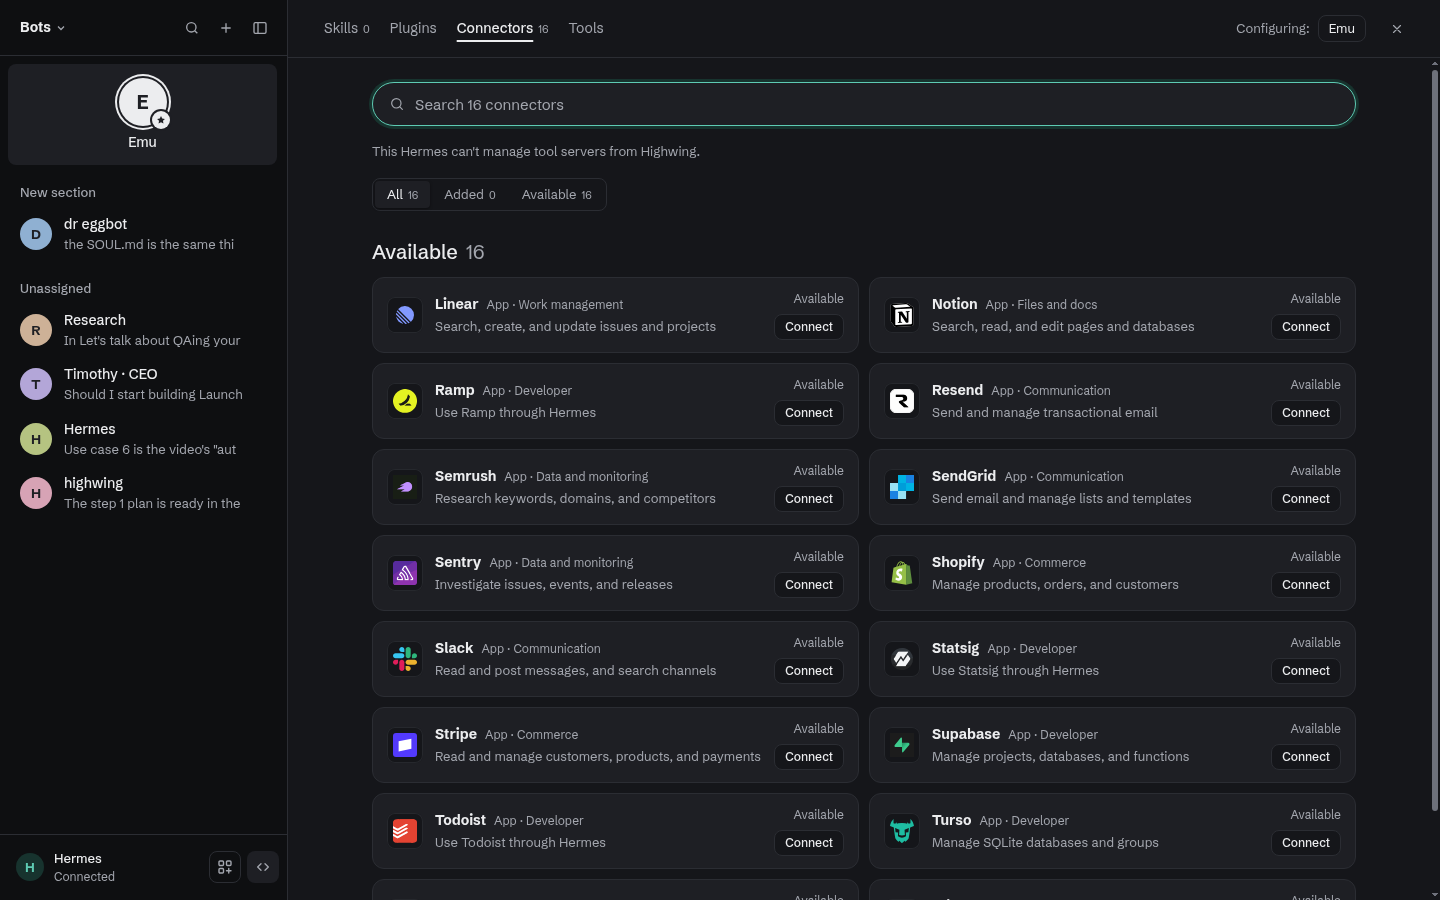 Bots
Skills 0
Plugins
Connectors 16
Tools
Configuring: Emu
E
Emu
New section
D
dr eggbot
the SOUL.md is the same thi
Unassigned
R
Research
In Let's talk about QAing your
T
Timothy · CEO
Should I start building Launch
H
Hermes
Use case 6 is the video's "aut
H
highwing
The step 1 plan is ready in the
H
Hermes
Connected
Search 16 connectors
This Hermes can't manage tool servers from Highwing.
All 16
Added 0
Available 16
Available 16
Linear App · Work management
Search, create, and update issues and projects
Available
Connect
Notion App · Files and docs
Search, read, and edit pages and databases
Available
Connect
Ramp App · Developer
Use Ramp through Hermes
Available
Connect
Resend App · Communication
Send and manage transactional email
Available
Connect
Semrush App · Data and monitoring
Research keywords, domains, and competitors
Available
Connect
SendGrid App · Communication
Send email and manage lists and templates
Available
Connect
Sentry App · Data and monitoring
Investigate issues, events, and releases
Available
Connect
Shopify App · Commerce
Manage products, orders, and customers
Available
Connect
Slack App · Communication
Read and post messages, and search channels
Available
Connect
Statsig App · Developer
Use Statsig through Hermes
Available
Connect
Stripe App · Commerce
Read and manage customers, products, and payments
Available
Connect
Supabase App · Developer
Manage projects, databases, and functions
Available
Connect
Todoist App · Developer
Use Todoist through Hermes
Available
Connect
Turso App · Developer
Manage SQLite databases and groups
Available
Connect
Available
Available